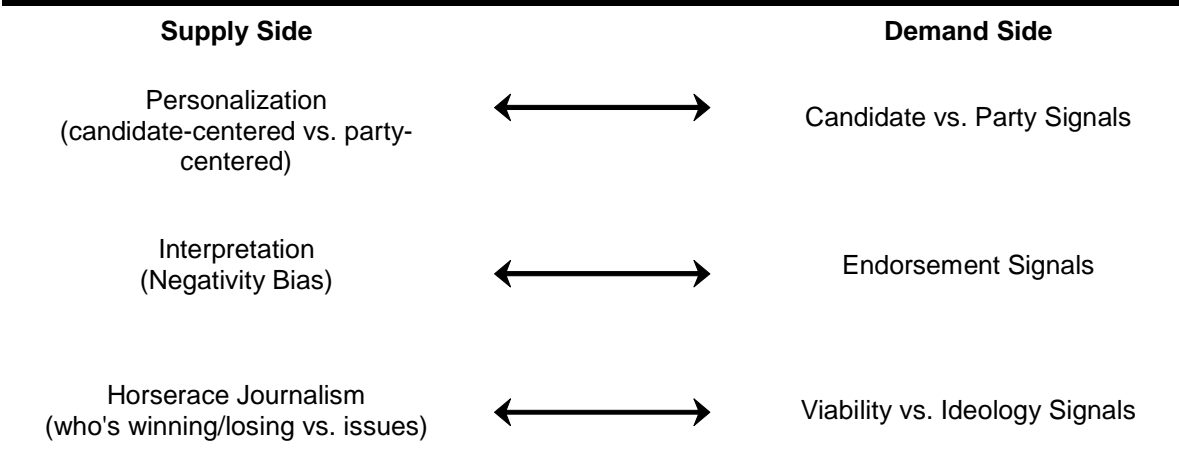 Supply Side
Demand Side
Personalization
(candidate-centered vs. party-
centered)
Candidate vs. Party Signals
Interpretation
(Negativity Bias)
Endorsement Signals
Horserace Journalism
(who's winning/losing vs. issues)
Viability vs. Ideology Signals